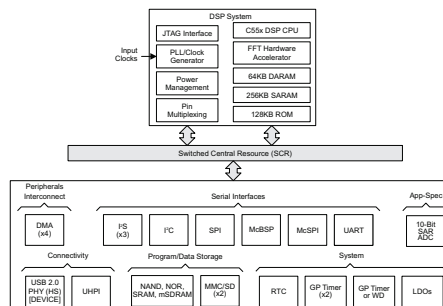 DSP System
JTAG Interface
C55x DSP CPU
Input
Clocks
PLL/Clock
Generator
FFT Hardware
Accelerator
Power
Management
64KB DARAM
256KB SARAM
Pin
Multiplexing
128KB ROM
Switched Central Resource (SCR)
Peripherals
Interconnect
Serial Interfaces
App-Spec
DMA
(x4)
I²S
(x3)
I²C
SPI
McBSP
McSPI
UART
10-Bit
SAR
ADC
Connectivity
Program/Data Storage
System
USB 2.0
PHY (HS)
[DEVICE]
UHPI
NAND, NOR,
SRAM, mSDRAM
MMC/SD
(x2)
RTC
GP Timer
(x2)
GP Timer
or WD
LDOs